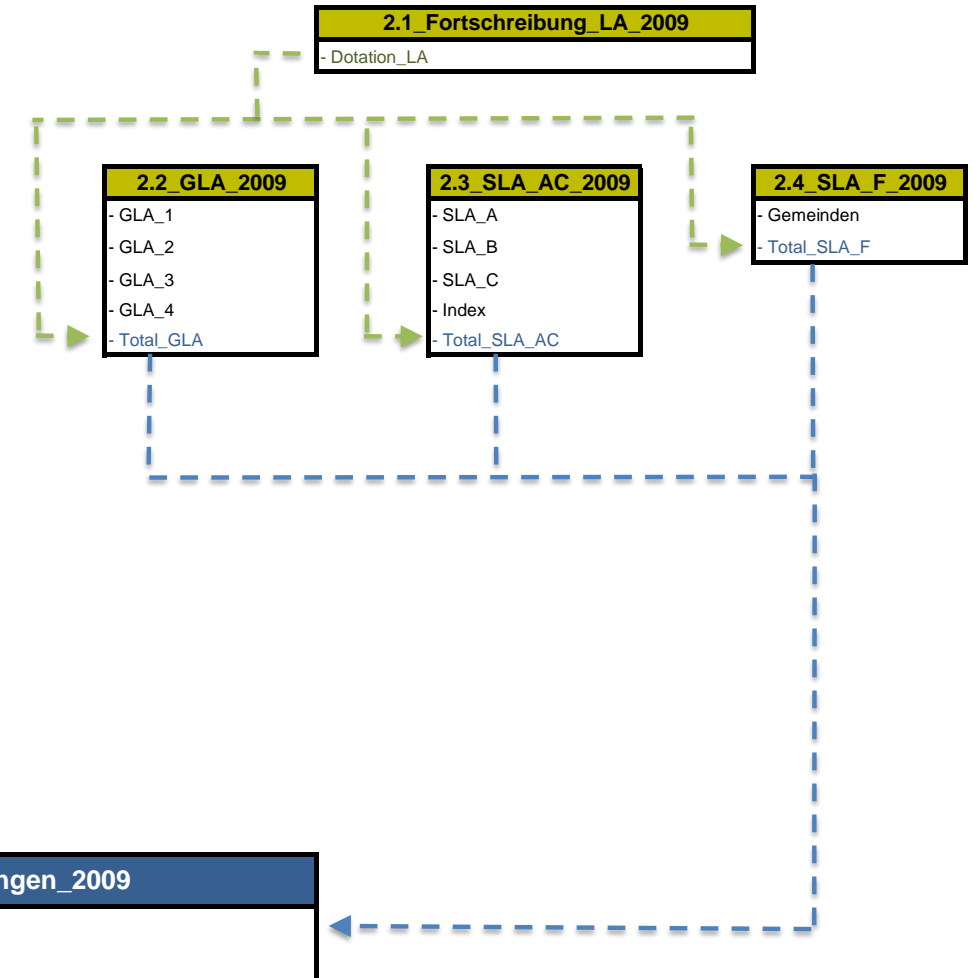 2.1_Fortschreibung_LA_2009
- Dotation_LA
2.2_GLA_2009
- GLA_1
- GLA_2
- GLA_3
- GLA_4
- Total_GLA
2.3_SLA_AC_2009
- SLA_A
- SLA_B
- SLA_C
- Index
- Total_SLA_AC
2.4_SLA_F_2009
- Gemeinden
- Total_SLA_F
ngen_2009